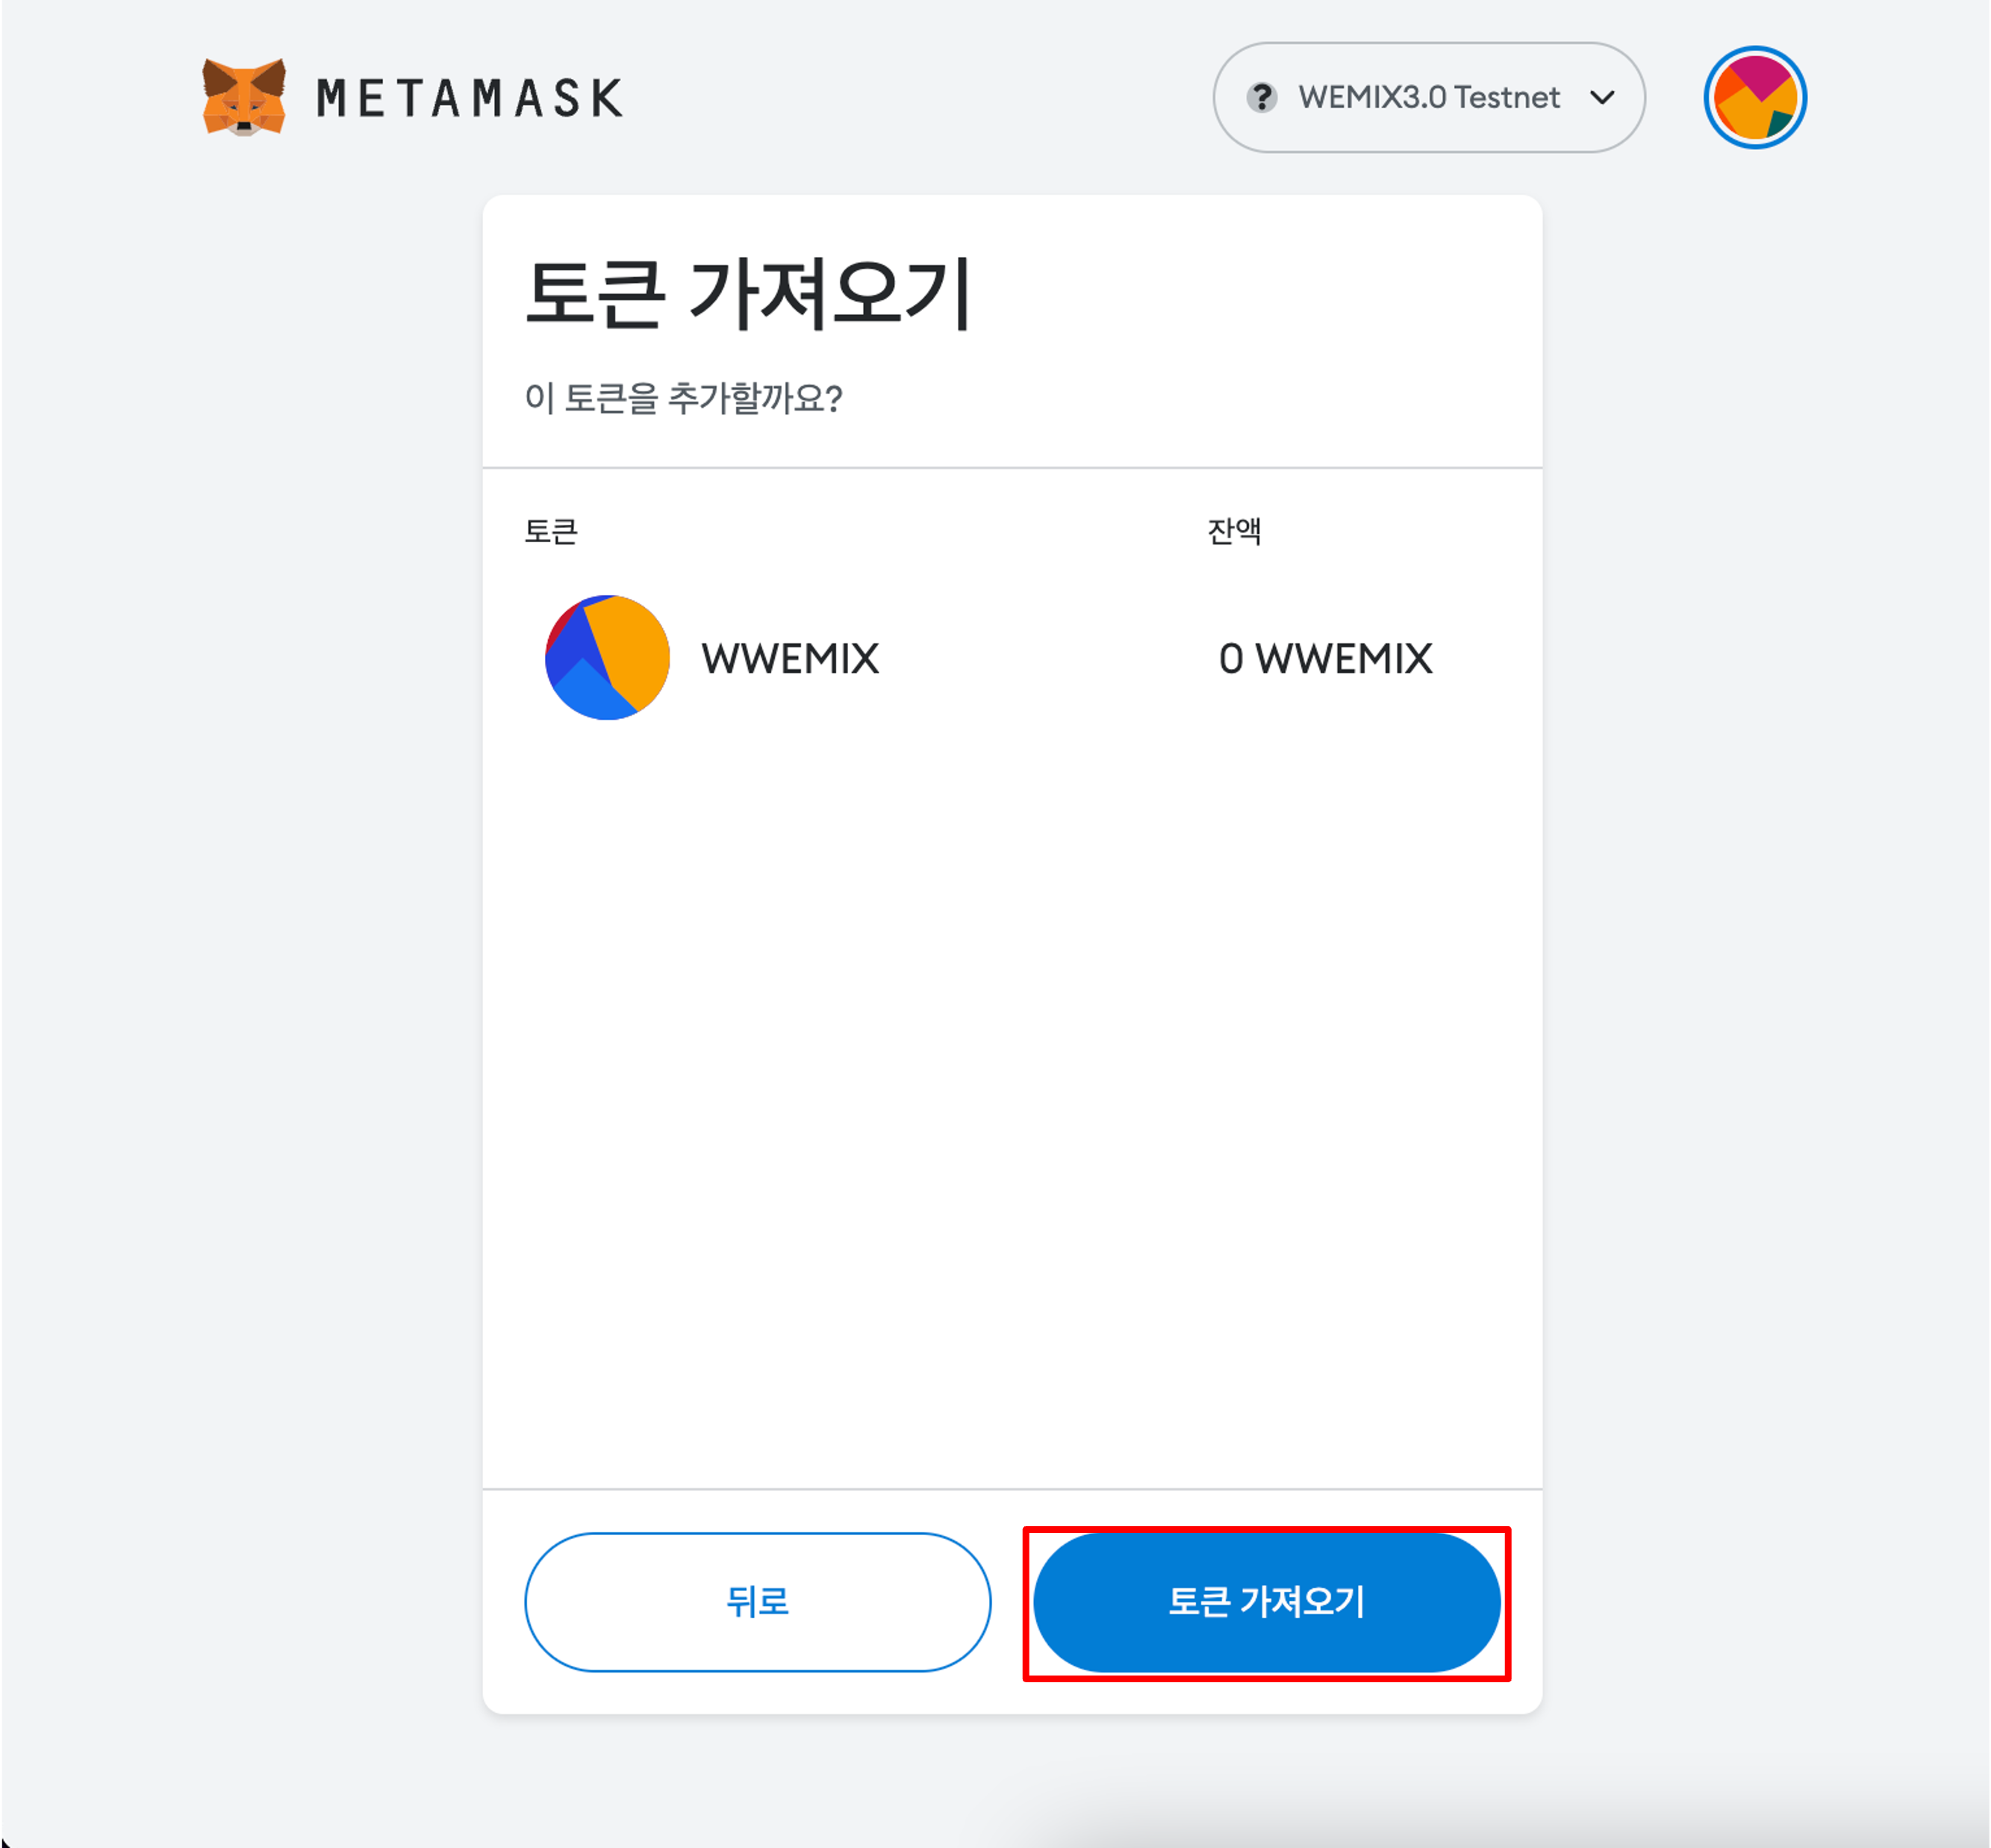 METAMASK
? WEMIX3.0 Testnet
토큰 가져오기
이 토큰을 추가할까요?
토큰 잔액
WWEMIX 0 WWEMIX
뒤로 토큰 가져오기